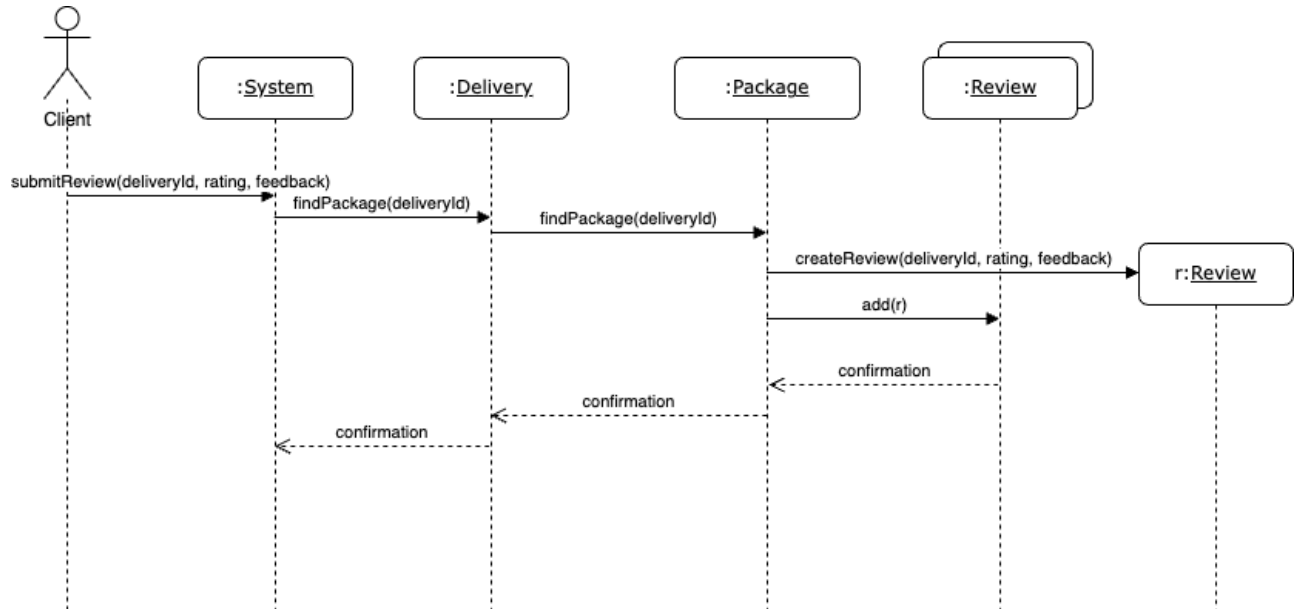 Client
:System
:Delivery
:Package
:Review
submitReview(deliveryId, rating, feedback)
findPackage(deliveryId)
findPackage(deliveryId)
createReview(deliveryId, rating, feedback)
r:Review
add(r)
confirmation
confirmation
confirmation